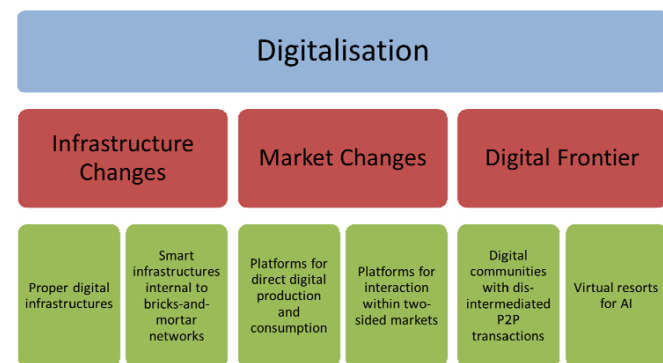 Digitalisation
Infrastructure
Changes
Market Changes
Digital Frontier
Proper digital
infrastructures
Smart
infrastructures
internal to
bricks-and-
mortar
networks
Platforms for
direct digital
production
and
consumption
Platforms for
interaction
within two-
sided markets
Digital
communities
with dis-
intermediated
P2P
transactions
Virtual resorts
for AI